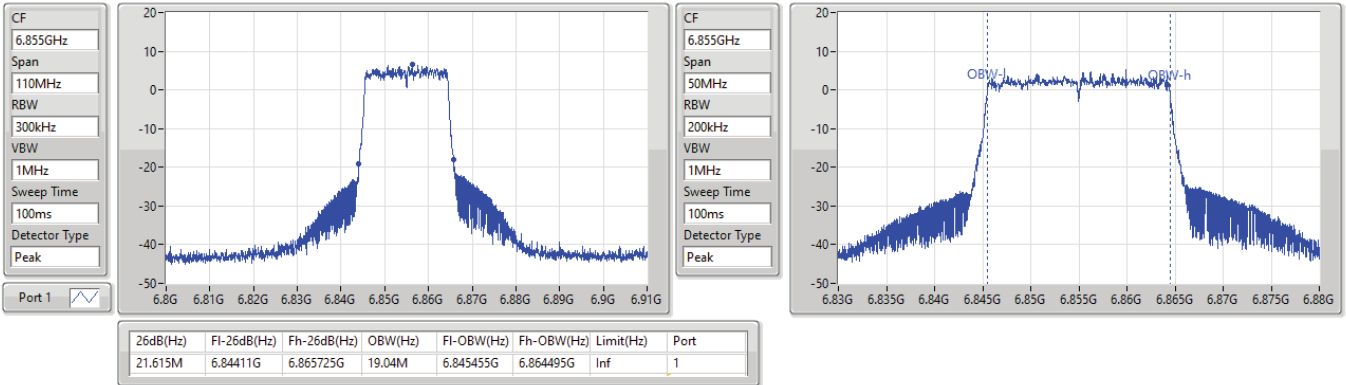 CF
6.855GHz
Span
110MHz
RBW
300kHz
VBW
1MHz
Sweep Time
100ms
Detector Type
Peak
Port 1
20
10
0
-10
-20
-30
-40
-50
6.8G 6.81G 6.82G 6.83G 6.84G 6.85G 6.86G 6.87G 6.88G 6.89G 6.9G 6.91G
CF
6.855GHz
Span
50MHz
RBW
200kHz
VBW
1MHz
Sweep Time
100ms
Detector Type
Peak
20
10
0
-10
-20
-30
-40
-50
OBW-l OBW-h
6.83G 6.835G 6.84G 6.845G 6.85G 6.855G 6.86G 6.865G 6.87G 6.875G 6.88G
26dB(Hz) Fl-26dB(Hz) Fh-26dB(Hz) OBW(Hz) Fl-OBW(Hz) Fh-OBW(Hz) Limit(Hz) Port
21.615M 6.84411G 6.865725G 19.04M 6.845455G 6.864495G Inf 1